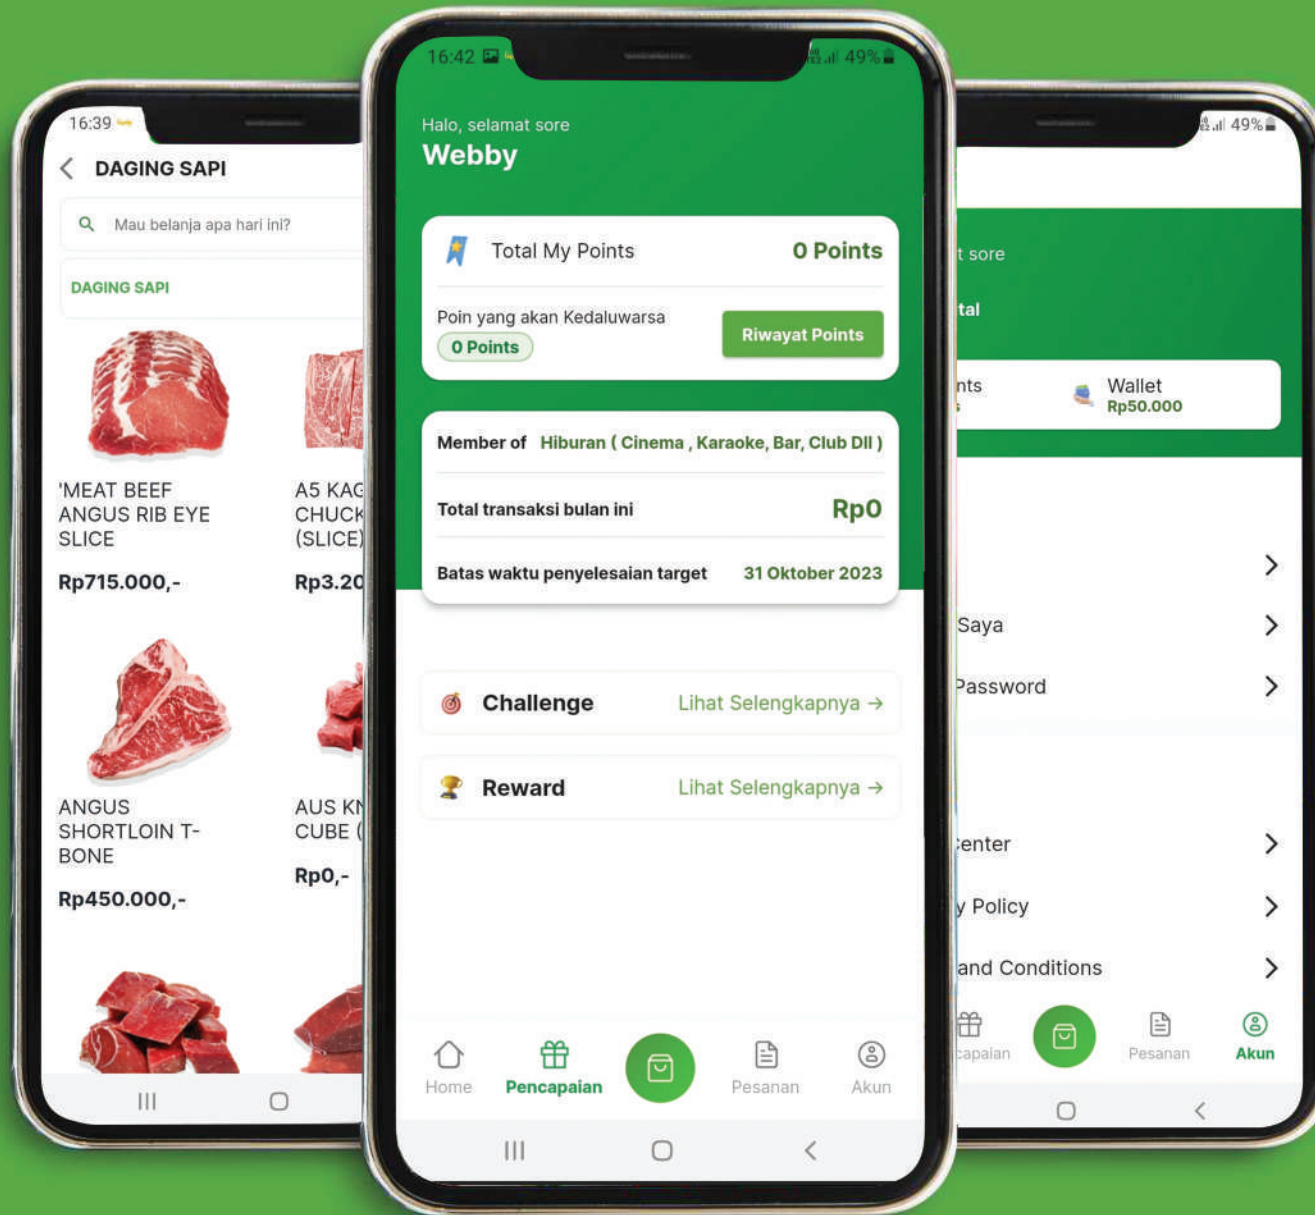 16:39
DAGING SAPI
Mau belanja apa hari ini?
DAGING SAPI
'MEAT BEEF
ANGUS RIB EYE
SLICE
Rp715.000,-
A5 KAG
CHUCK
(SLICE)
Rp3.20
ANGUS
SHORTLOIN T-
BONE
Rp450.000,-
AUS KN
CUBE (
Rp0,-
16:42
49%
Halo, selamat sore
Webby
Total My Points 0 Points
Poin yang akan Kedaluwarsa
0 Points
Riwayat Points
Member of Hiburan ( Cinema , Karaoke, Bar, Club Dll )
Total transaksi bulan ini Rp0
Batas waktu penyelesaian target 31 Oktober 2023
Challenge Lihat Selengkapnya →
Reward Lihat Selengkapnya →
Home Pencapaian Pesanan Akun
49%
t sore
tal
nts
Wallet
Rp50.000
Saya
Password
Center
y Policy
and Conditions
capaian Pesanan Akun